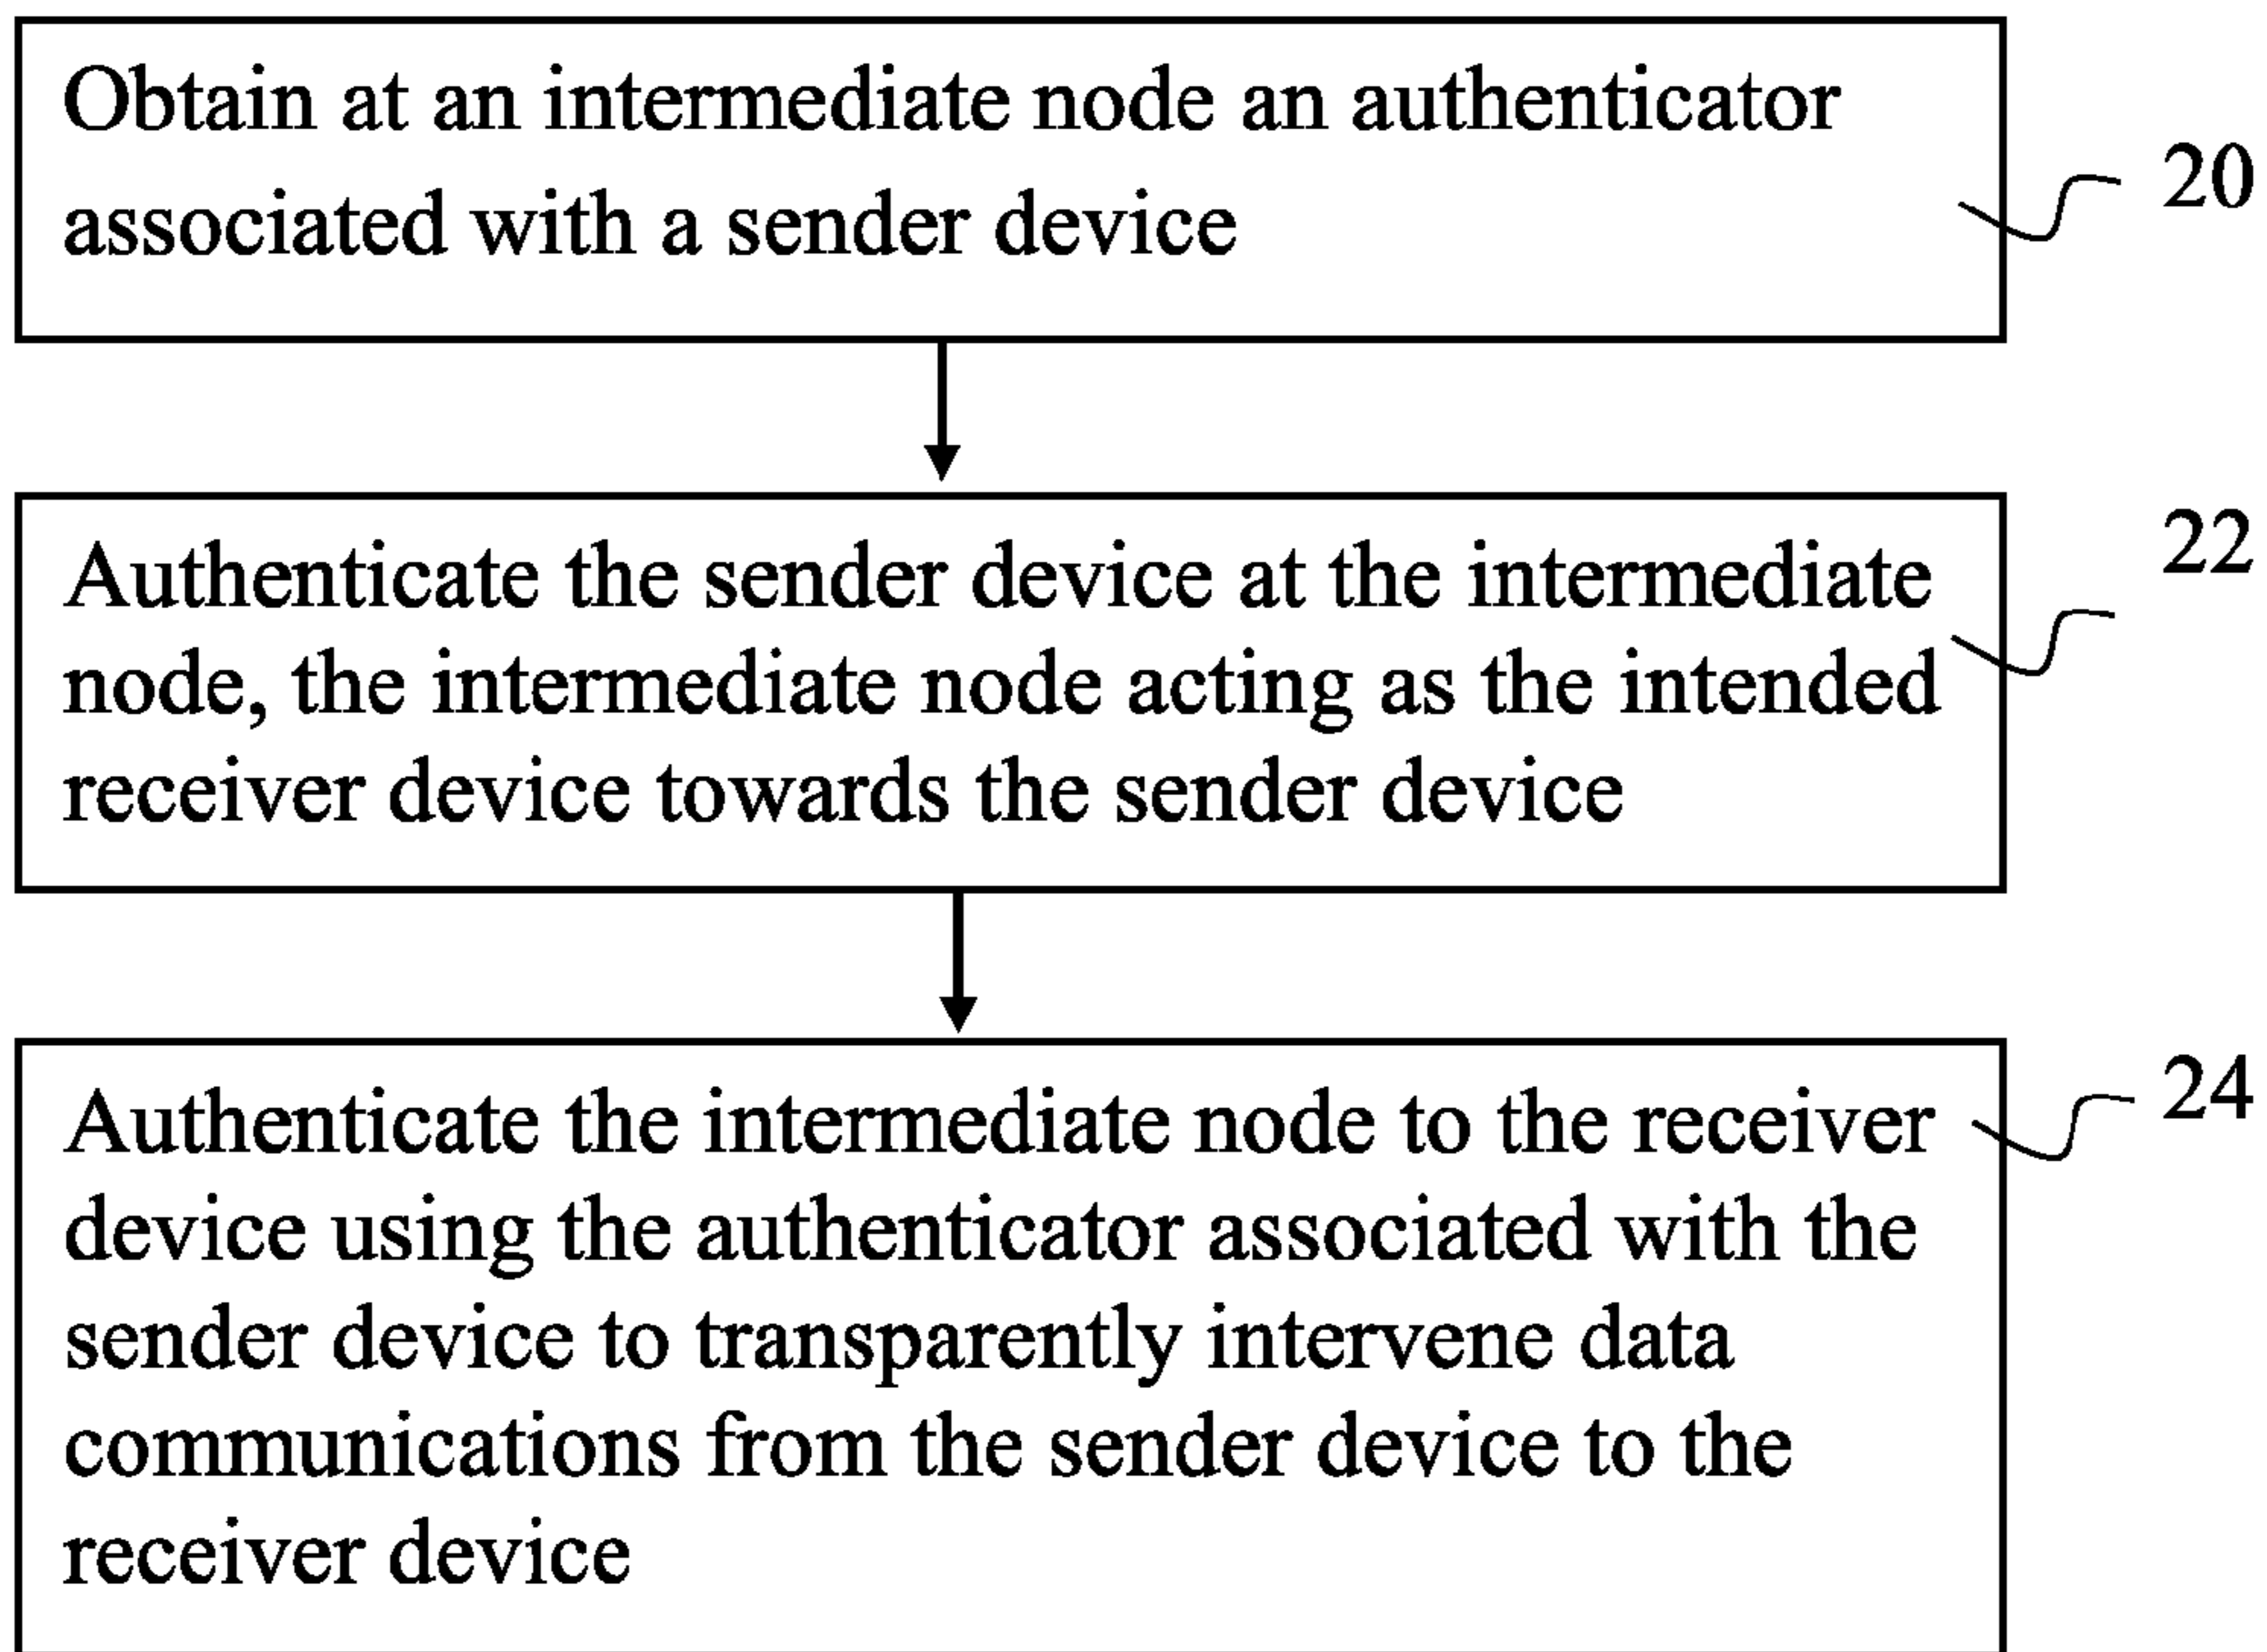 Obtain at an intermediate node an authenticator
associated with a sender device
20
Authenticate the sender device at the intermediate
node, the intermediate node acting as the intended
receiver device towards the sender device
22
Authenticate the intermediate node to the receiver
device using the authenticator associated with the
sender device to transparently intervene data
communications from the sender device to the
receiver device
24